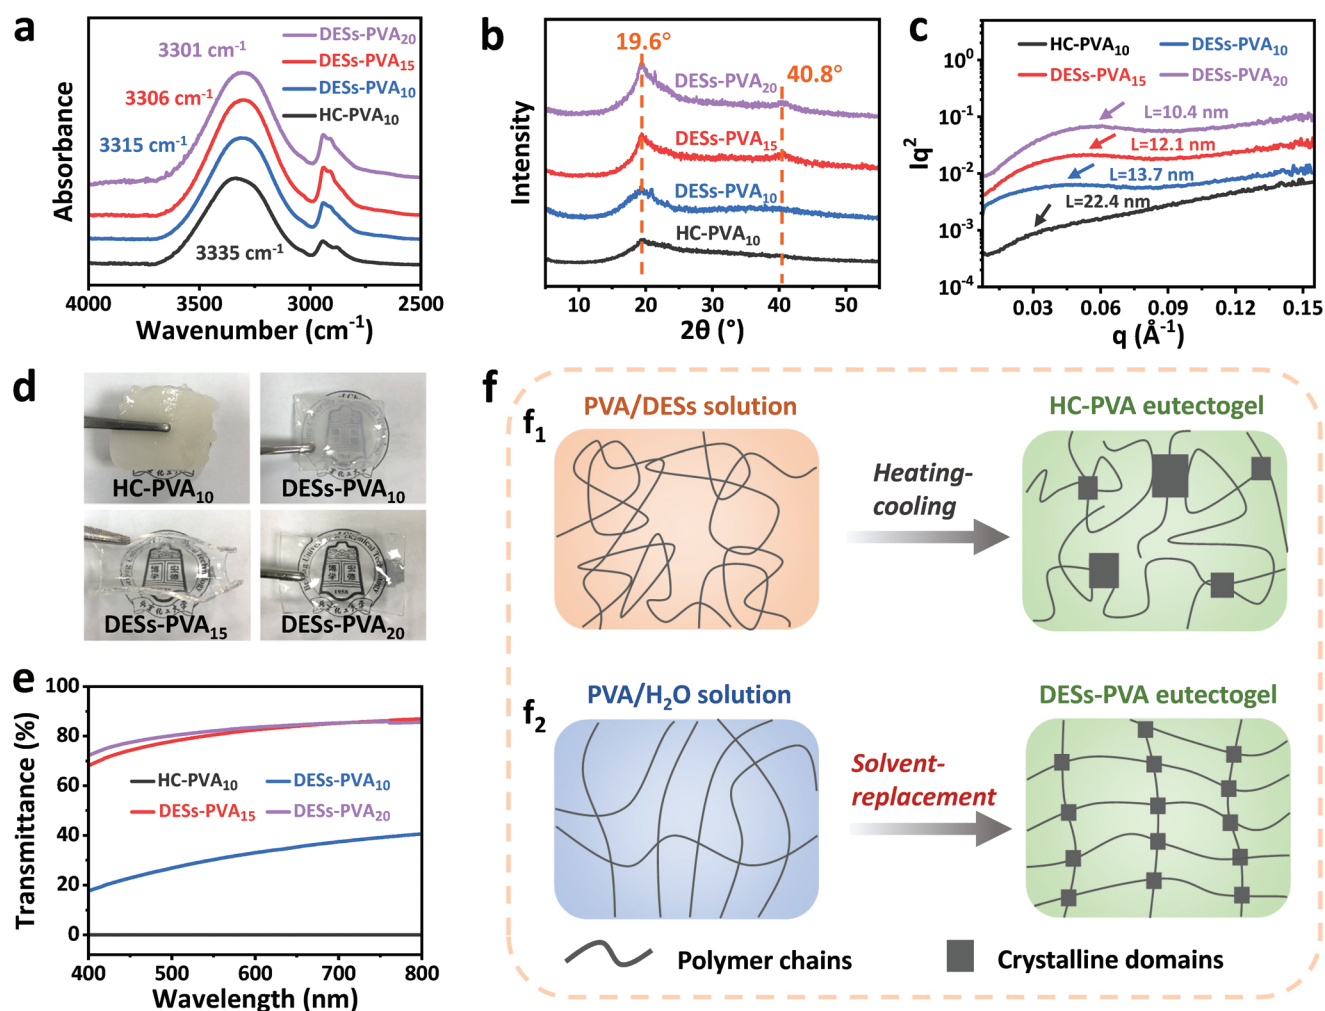 a
3301 cm⁻¹
DESs-PVA₂₀
DESs-PVA₁₅
3306 cm⁻¹
DESs-PVA₁₀
HC-PVA₁₀
3315 cm⁻¹
3335 cm⁻¹
Absorbance
4000 3500 3000 2500
Wavenumber (cm⁻¹)
b
19.6°
40.8°
DESs-PVA₂₀
DESs-PVA₁₅
DESs-PVA₁₀
HC-PVA₁₀
Intensity
10 20 30 40 50
2θ (°)
c
HC-PVA₁₀ DESs-PVA₁₀
DESs-PVA₁₅ DESs-PVA₂₀
L=10.4 nm
L=12.1 nm
L=13.7 nm
L=22.4 nm
Iq²
10⁰
10⁻¹
10⁻²
10⁻³
10⁻⁴
0.03 0.06 0.09 0.12 0.15
q (Å⁻¹)
d
HC-PVA₁₀
DESs-PVA₁₀
DESs-PVA₁₅
1958
北京化工大学
DESs-PVA₂₀
e
Transmittance (%)
100
80
60
40
20
0
HC-PVA₁₀ DESs-PVA₁₀
DESs-PVA₁₅ DESs-PVA₂₀
400 500 600 700 800
Wavelength (nm)
f
f₁
PVA/DESs solution
Heating-
cooling
HC-PVA eutectogel
f₂
PVA/H₂O solution
Solvent-
replacement
DESs-PVA eutectogel
Polymer chains
Crystalline domains